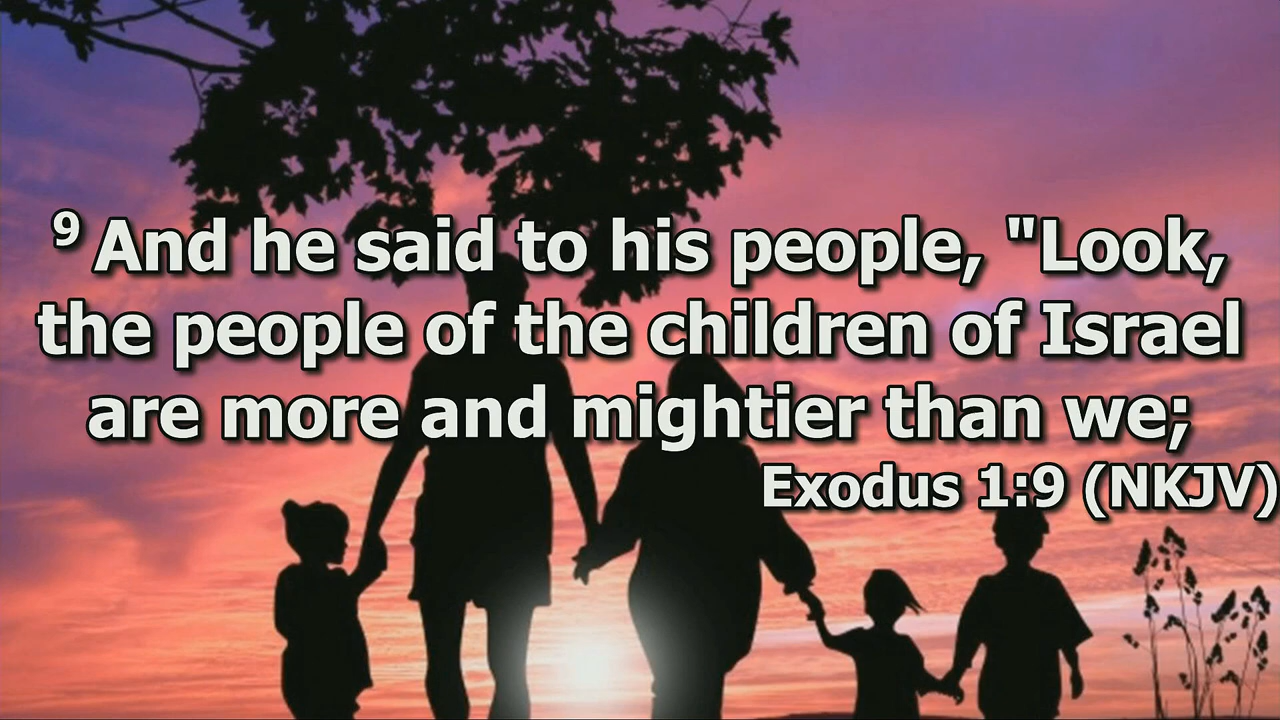 9 And he said to his people, "Look,
the people of the children of Israel
are more and mightier than we;
Exodus 1:9 (NKJV)